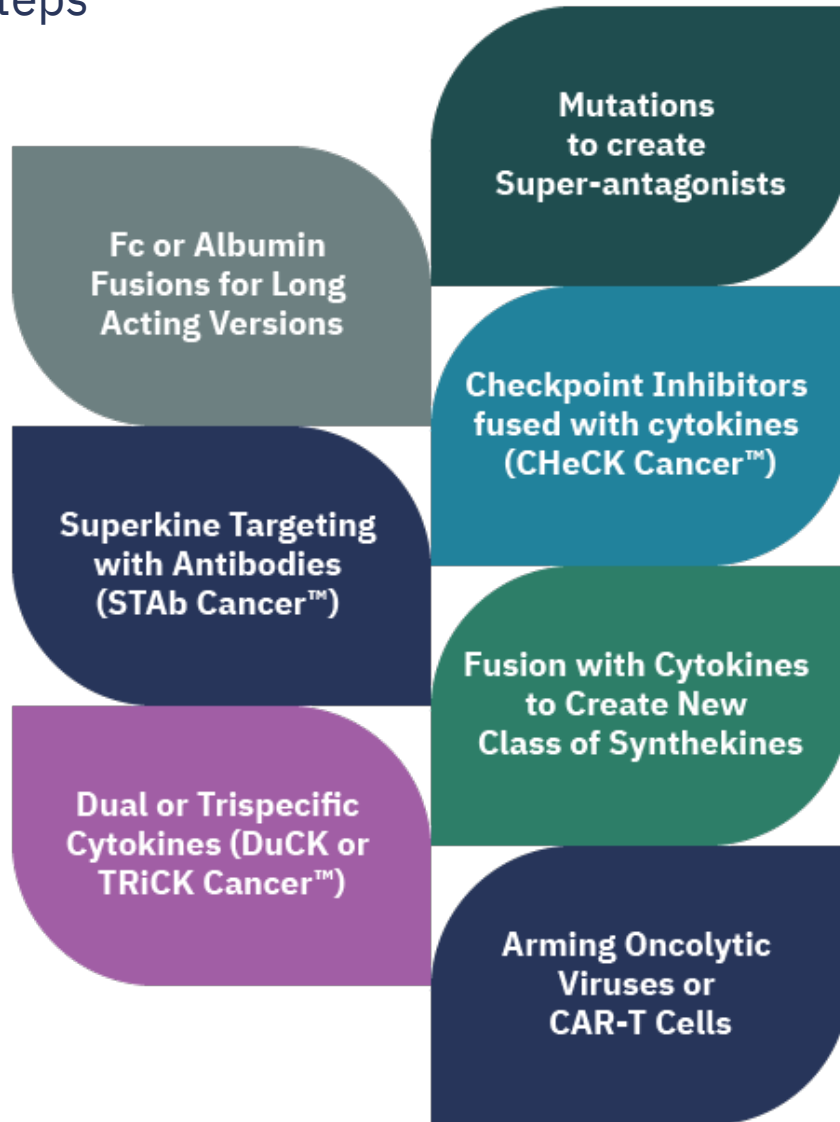 teps
Mutations
to create
Super-antagonists
Fc or Albumin
Fusions for Long
Acting Versions
Checkpoint Inhibitors
fused with cytokines
(CHeCK Cancer™)
Superkine Targeting
with Antibodies
(STAb Cancer™)
Fusion with Cytokines
to Create New
Class of Synthekines
Dual or Trispecific
Cytokines (DuCK or
TRiCK Cancer™)
Arming Oncolytic
Viruses or
CAR-T Cells